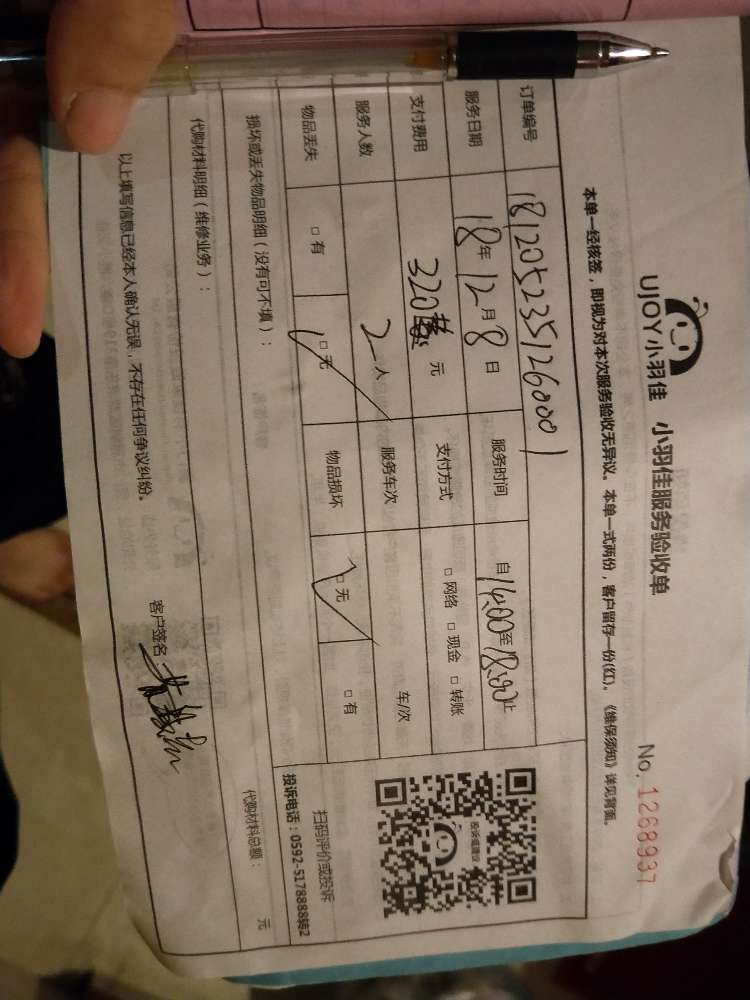 UJOY小羽佳 小羽佳服务验收单
No. 1268937
本单一经核签，即视为对本次服务验收无异议。本单一式两份，客户留存一份(红)。《维保须知》详见背面。
订单编号 1812052351260001
服务日期 18年12月8日 服务时间 自14:00至18:00止
支付费用 320 元 支付方式 □ 网络 □ 现金 □ 转账
服务人数 2人 服务车次 车/次
物品丢失 □ 有 □ 无 物品损坏 □ 无 □ 有
投诉或建议
扫码评价或投诉
投诉电话：0592-5178888转2
损坏或丢失物品明细（没有可不填）：
代购材料明细（维修业务）： 代购材料总额： 元
以上填写信息已经本人确认无误，不存在任何争议纠纷。 客户签名